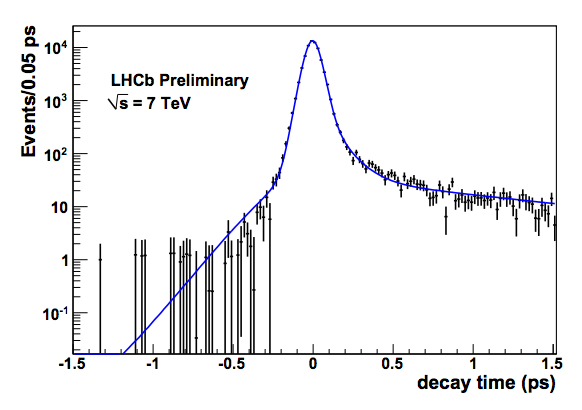 Events/0.05 ps
LHCb Preliminary
√s = 7 TeV
10⁴
10³
10²
10
1
10⁻¹
-1.5 -1 -0.5 0 0.5 1 1.5
decay time (ps)